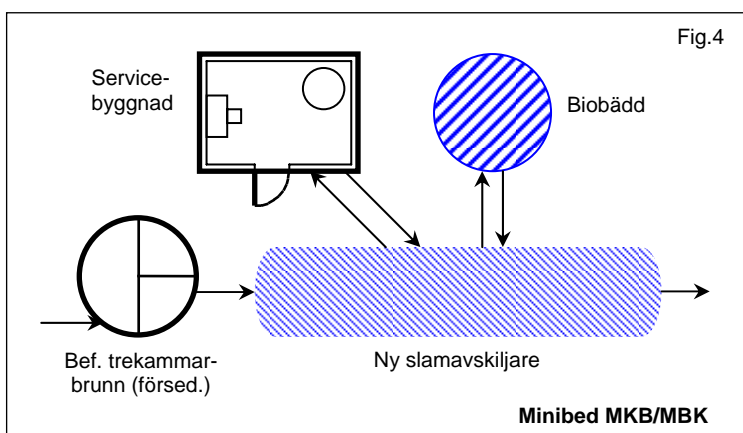 Fig.4
Service-
byggnad
Biobädd
Bef. trekammar-
brunn (försed.)
Ny slamavskiljare
Minibed MKB/MBK